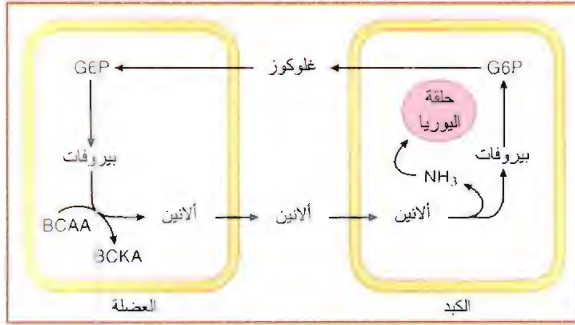 G6P
غلوكوز
G6P
حلقة
اليوريا
بيروفات
بيروفات
NH3
BCAA
ألانين
ألانين
ألانين
BCKA
العضلة
الكبد